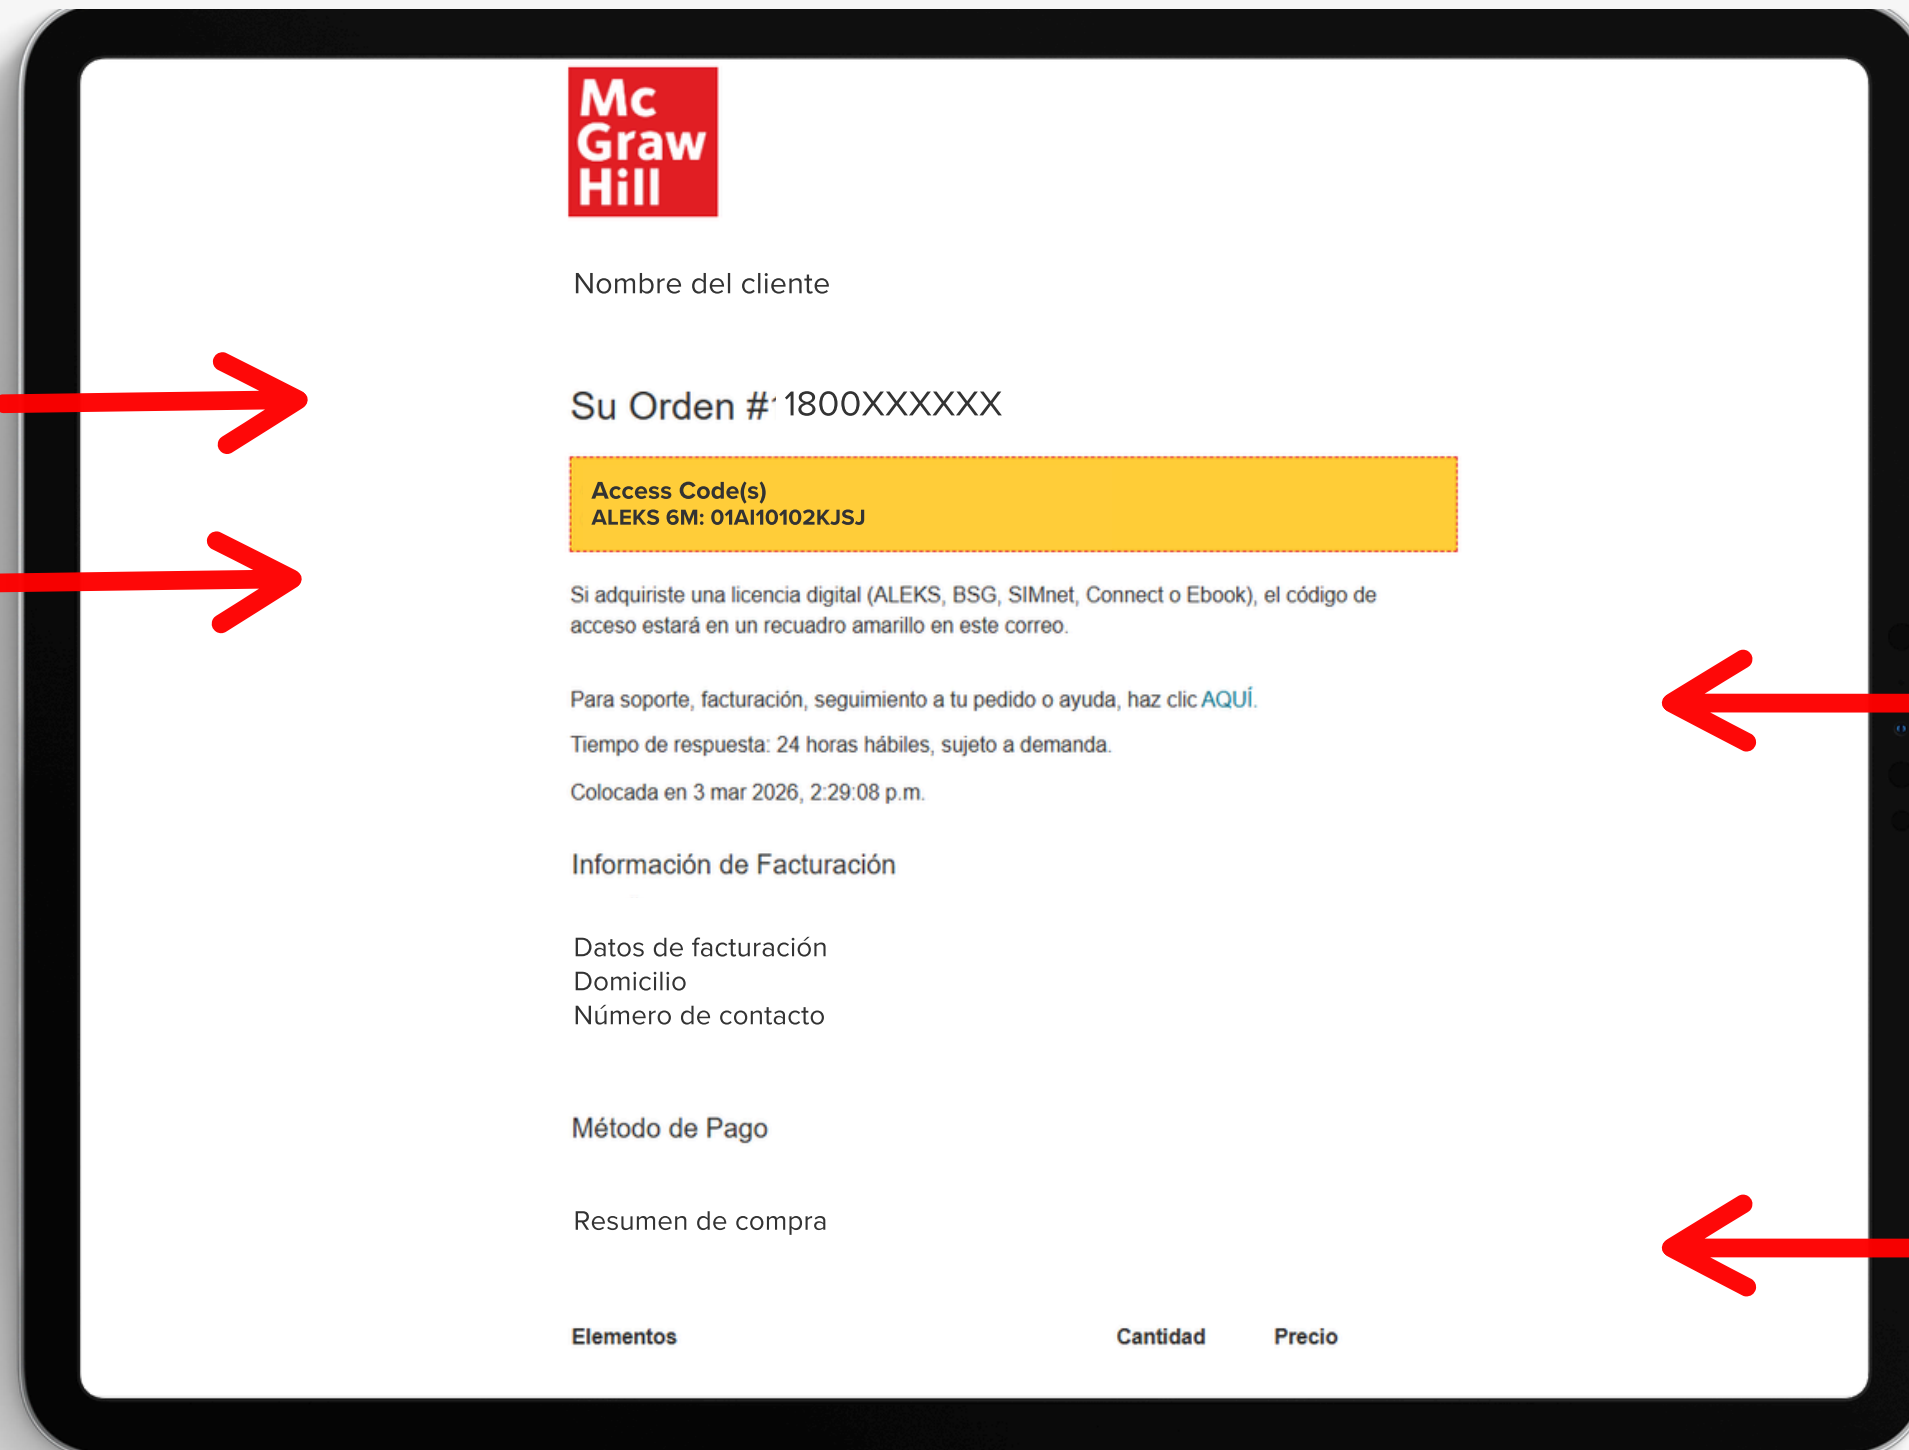 Mc
Graw
Hill
Nombre del cliente
Su Orden # 1800XXXXXX
Access Code(s)
ALEKS 6M: 01AI10102KJSJ
Si adquiriste una licencia digital (ALEKS, BSG, SIMnet, Connect o Ebook), el código de
acceso estará en un recuadro amarillo en este correo.
Para soporte, facturación, seguimiento a tu pedido o ayuda, haz clic AQUÍ.
Tiempo de respuesta: 24 horas hábiles, sujeto a demanda.
Colocada en 3 mar 2026, 2:29:08 p.m.
Información de Facturación
Datos de facturación
Domicilio
Número de contacto
Método de Pago
Resumen de compra
Elementos Cantidad Precio